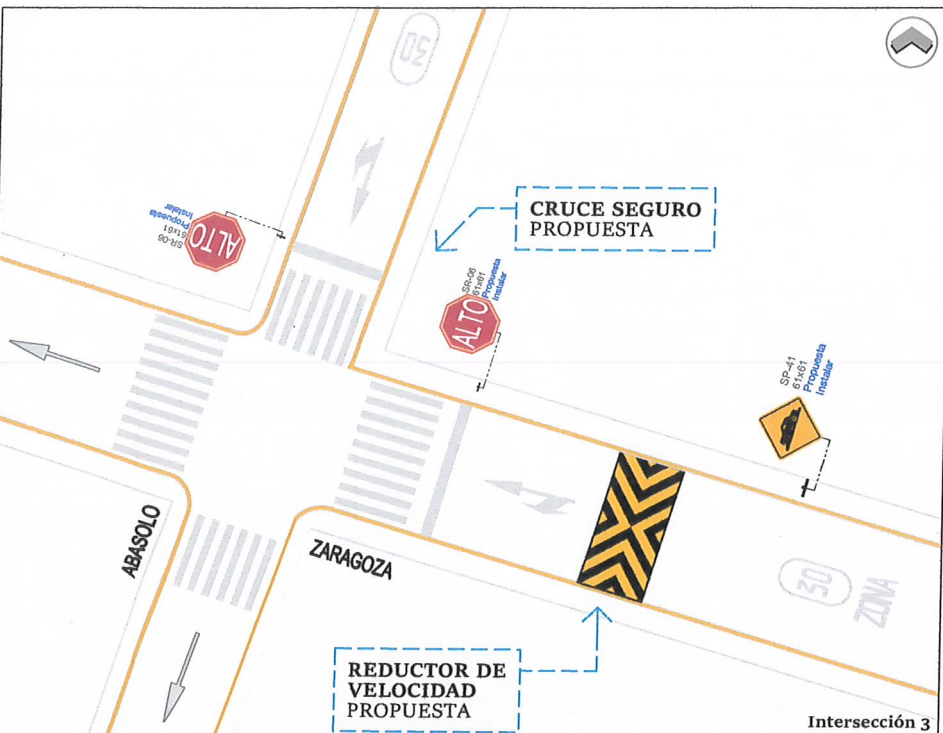 30
ALTO
SR-06
61x61
Propuesta
Instalar
CRUCE SEGURO
PROPUESTA
ALTO
SR-06
61x61
Propuesta
Instalar
SP-41
61x61
Propuesta
Instalar
ABASOLO
ZARAGOZA
30
ZONA
REDUCTOR DE
VELOCIDAD
PROPUESTA
Intersección 3